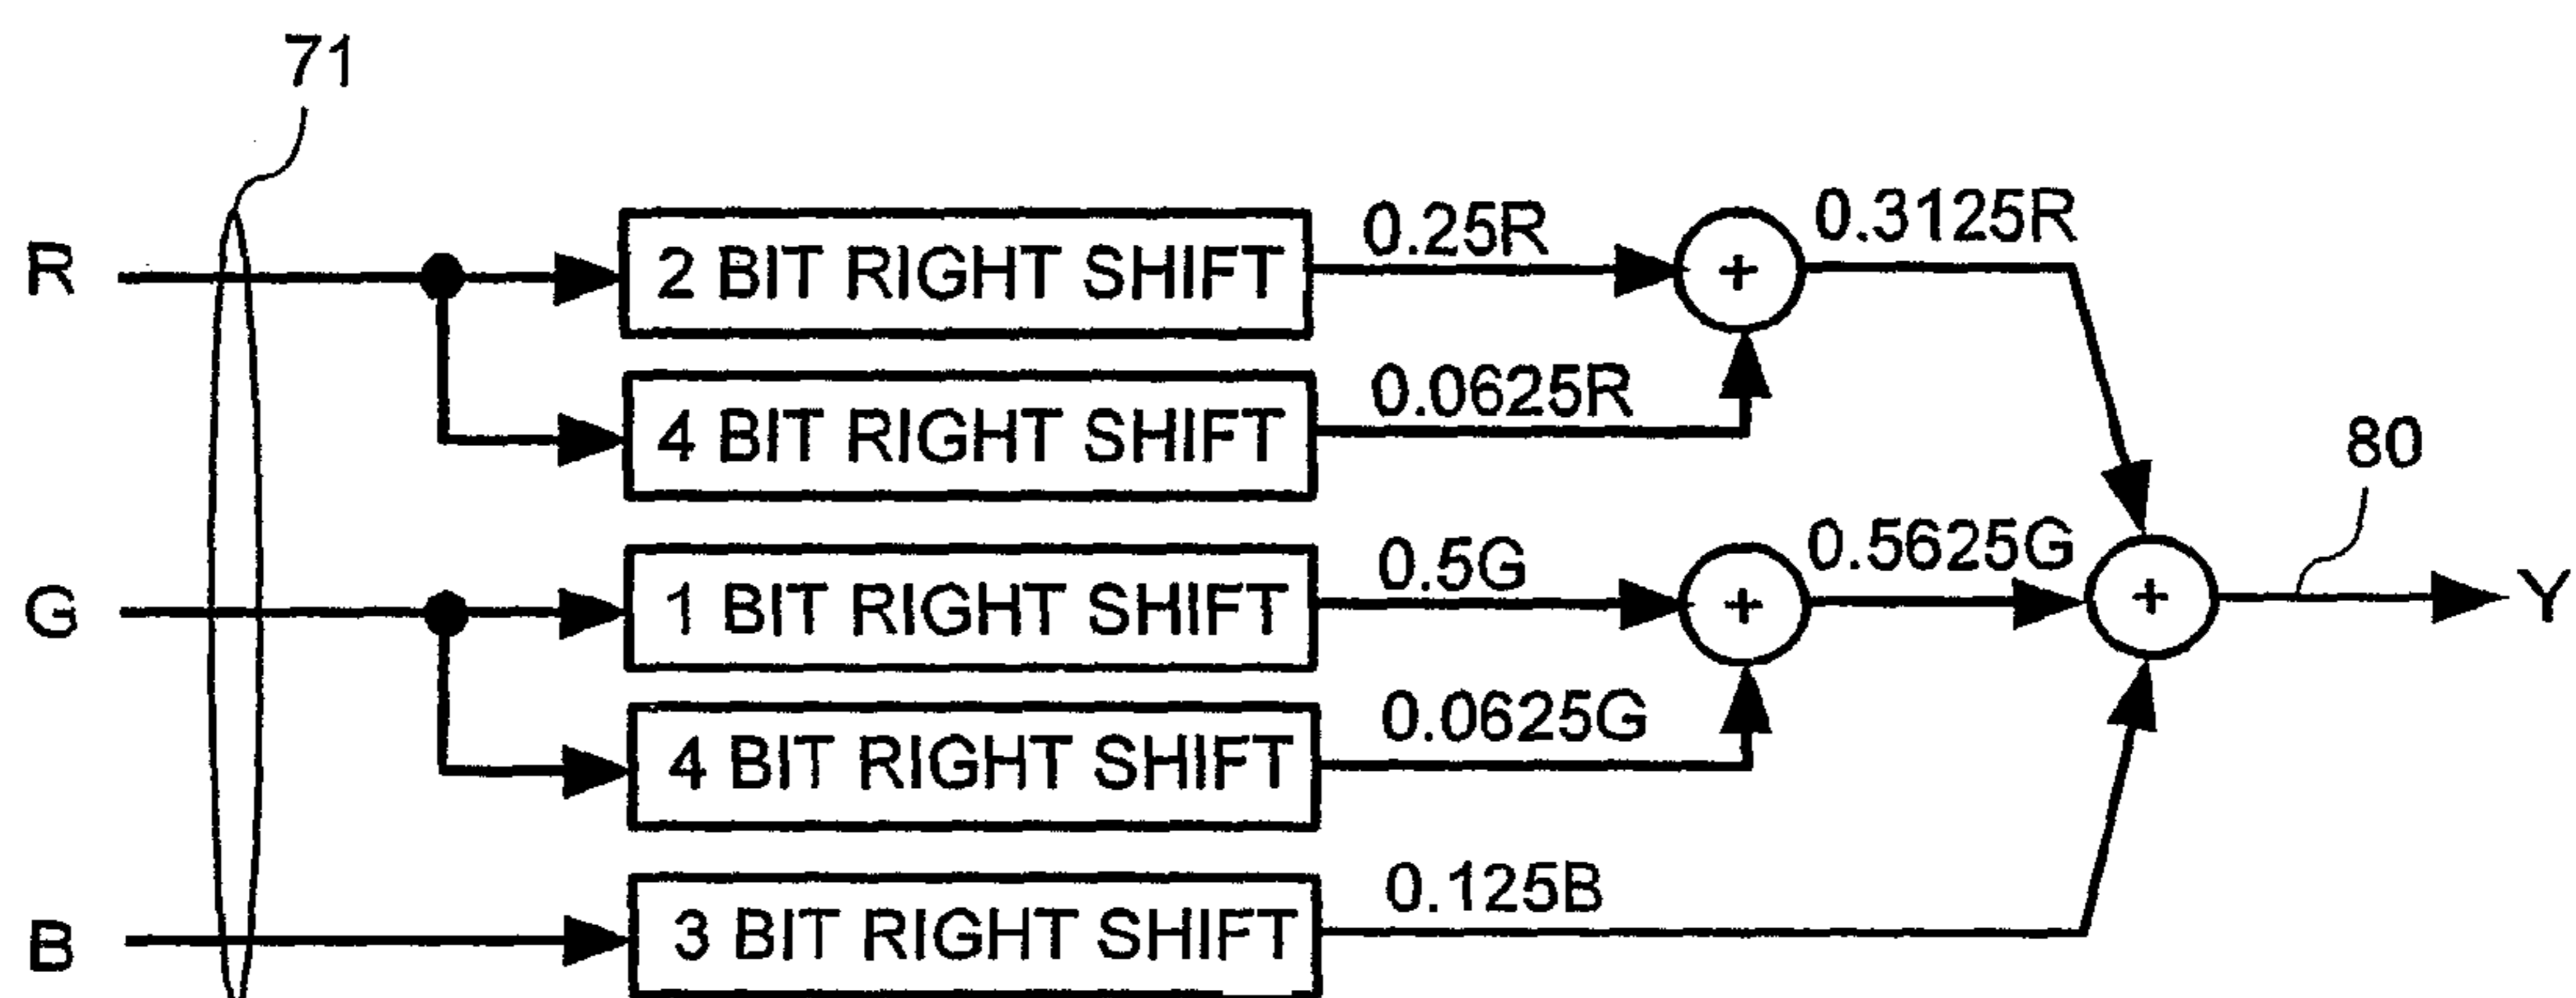 71
R
2 BIT RIGHT SHIFT
0.25R
+
0.3125R
4 BIT RIGHT SHIFT
0.0625R
80
G
1 BIT RIGHT SHIFT
0.5G
+
0.5625G
+
Y
4 BIT RIGHT SHIFT
0.0625G
B
3 BIT RIGHT SHIFT
0.125B